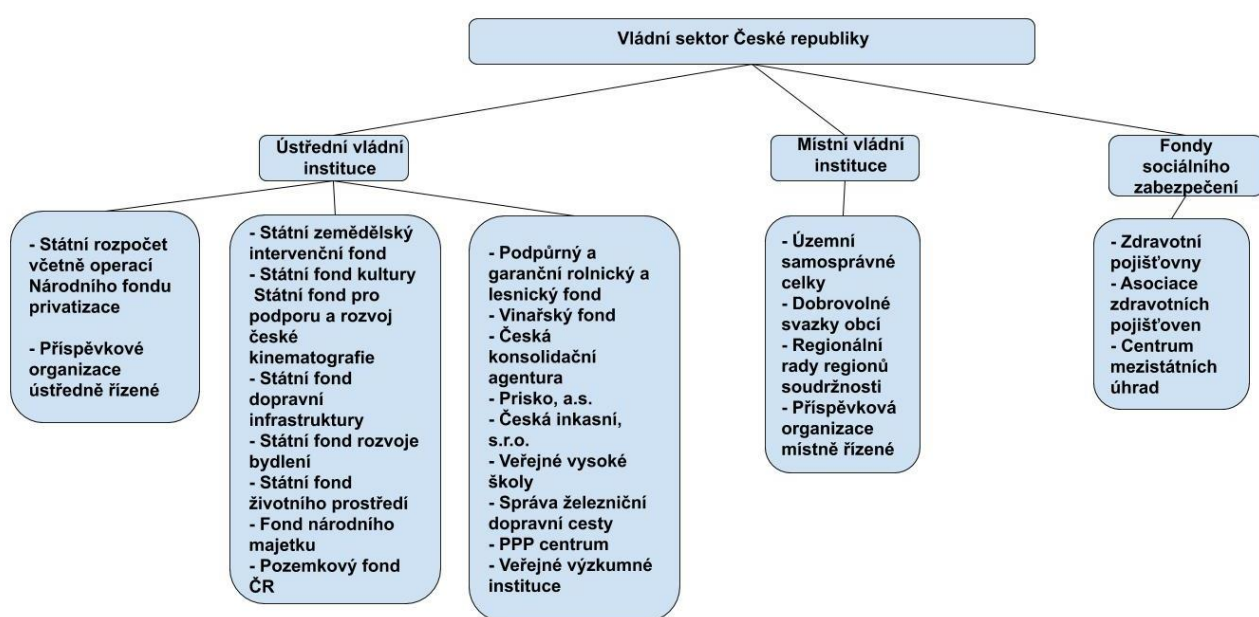 Vládní sektor České republiky
Ústřední vládní
instituce
Místní vládní
instituce
Fondy
sociálního
zabezpečení
- Státní rozpočet
včetně operací
Národního fondu
privatizace
- Příspěvkové
organizace
ústředně řízené
- Státní zemědělský
intervenční fond
- Státní fond kultury
Státní fond pro
podporu a rozvoj
české
kinematografie
- Státní fond
dopravní
infrastruktury
- Státní fond rozvoje
bydlení
- Státní fond
životního prostředí
- Fond národního
majetku
- Pozemkový fond
ČR
- Podpůrný a
garanční rolnický a
lesnický fond
- Vinařský fond
- Česká
konsolidační
agentura
- Prisko, a.s.
- Česká inkasní,
s.r.o.
- Veřejné vysoké
školy
- Správa železniční
dopravní cesty
- PPP centrum
- Veřejné výzkumné
instituce
- Územní
samosprávné
celky
- Dobrovolné
svazky obcí
- Regionální
rady regionů
soudržnosti
- Příspěvková
organizace
místně řízené
- Zdravotní
pojišťovny
- Asociace
zdravotních
pojišťoven
- Centrum
mezistátních
úhrad